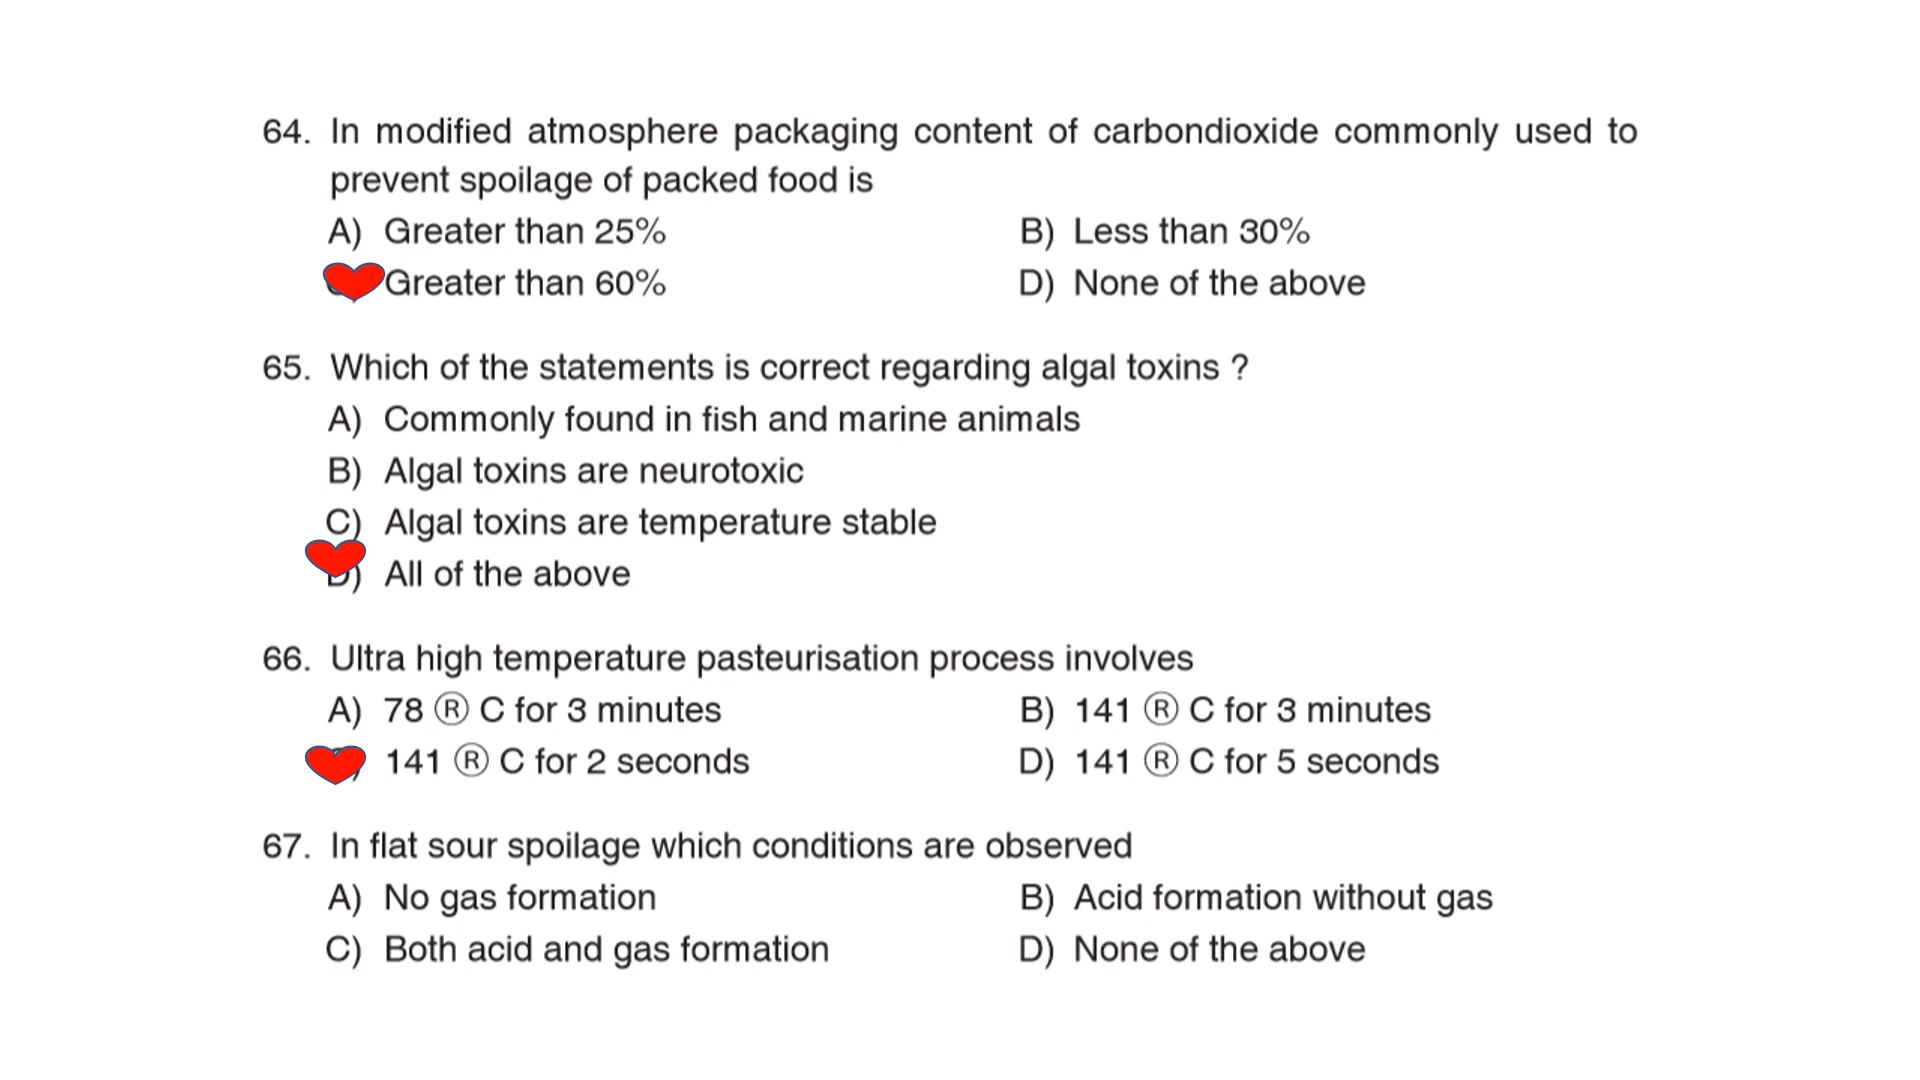 64. In modified atmosphere packaging content of carbondioxide commonly used to
prevent spoilage of packed food is
A) Greater than 25% B) Less than 30%
Greater than 60% D) None of the above
65. Which of the statements is correct regarding algal toxins ?
A) Commonly found in fish and marine animals
B) Algal toxins are neurotoxic
C) Algal toxins are temperature stable
D) All of the above
66. Ultra high temperature pasteurisation process involves
A) 78 ® C for 3 minutes B) 141 ® C for 3 minutes
141 ® C for 2 seconds D) 141 ® C for 5 seconds
67. In flat sour spoilage which conditions are observed
A) No gas formation B) Acid formation without gas
C) Both acid and gas formation D) None of the above